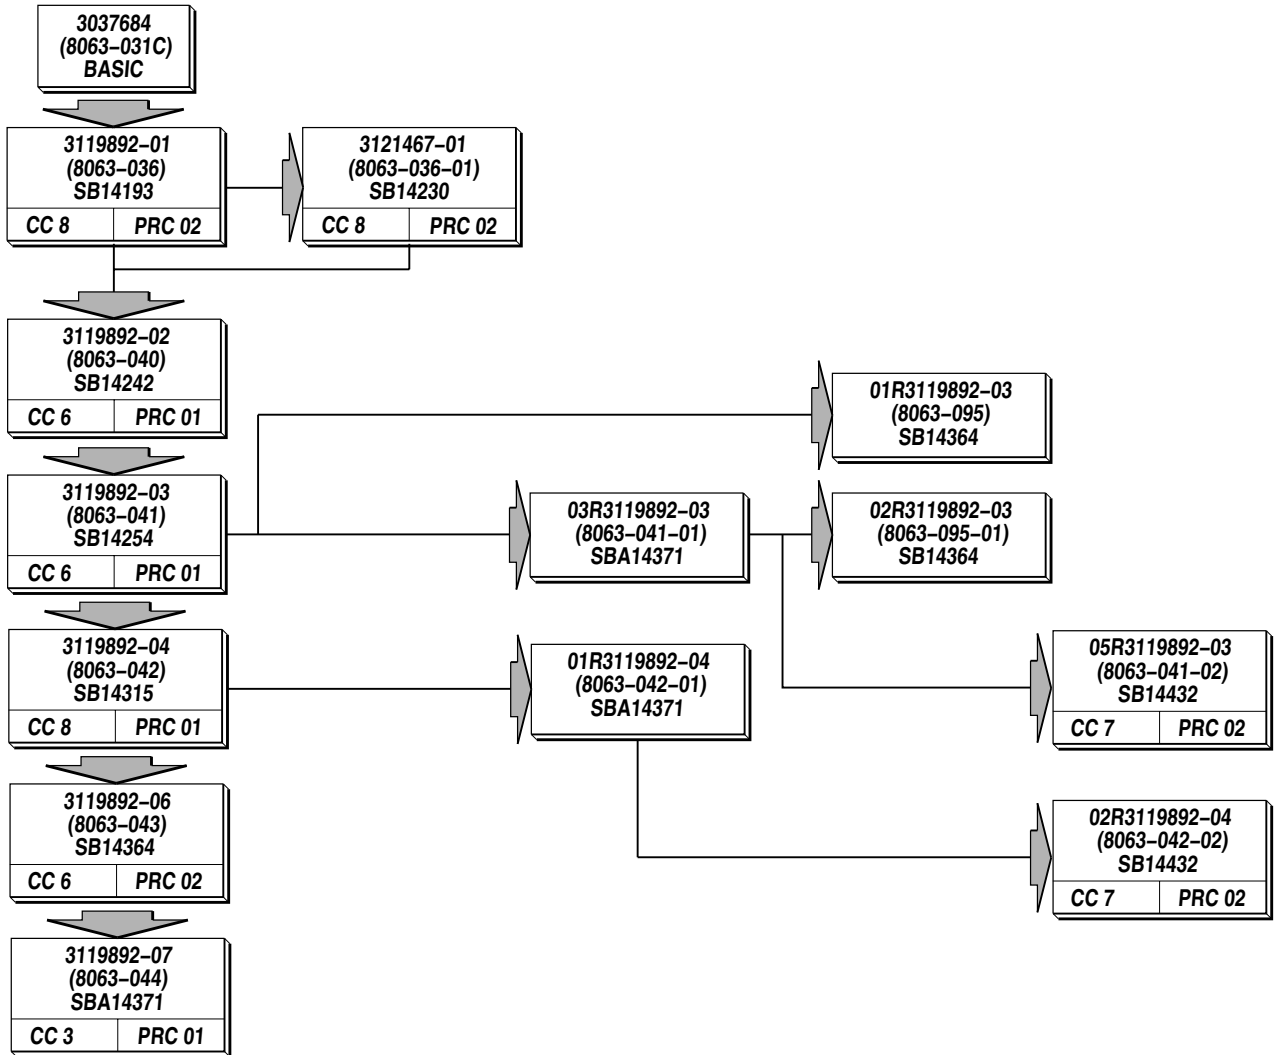 3037684
(8063–031C)
BASIC
3119892–01
(8063–036)
SB14193
CC 8
PRC 02
3121467–01
(8063–036–01)
SB14230
CC 8
PRC 02
3119892–02
(8063–040)
SB14242
CC 6
PRC 01
01R3119892–03
(8063–095)
SB14364
3119892–03
(8063–041)
SB14254
CC 6
PRC 01
03R3119892–03
(8063–041–01)
SBA14371
02R3119892–03
(8063–095–01)
SB14364
3119892–04
(8063–042)
SB14315
CC 8
PRC 01
01R3119892–04
(8063–042–01)
SBA14371
05R3119892–03
(8063–041–02)
SB14432
CC 7
PRC 02
3119892–06
(8063–043)
SB14364
CC 6
PRC 02
02R3119892–04
(8063–042–02)
SB14432
CC 7
PRC 02
3119892–07
(8063–044)
SBA14371
CC 3
PRC 01